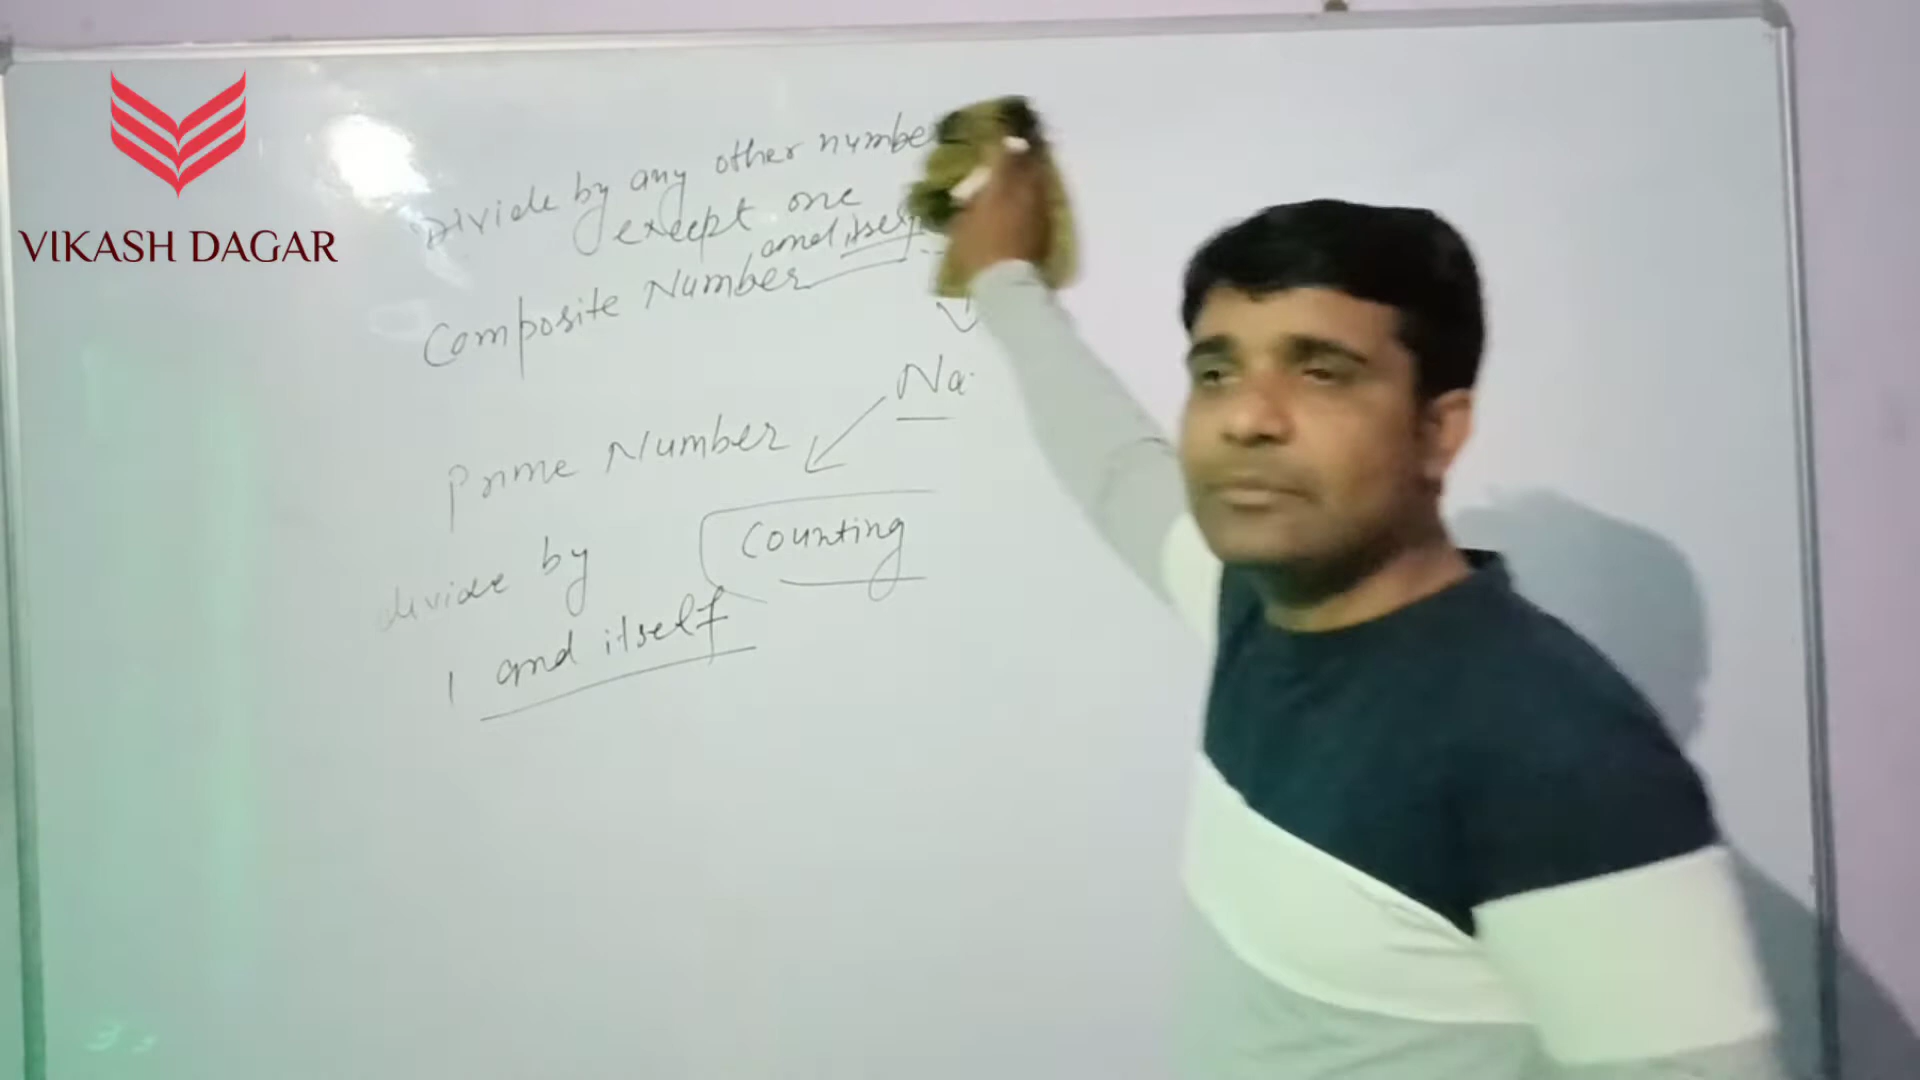 VIKASH DAGAR
Divide by any other number
except one
and itself
Composite Number
Na
Prime Number
Counting
divide by
1 and itself